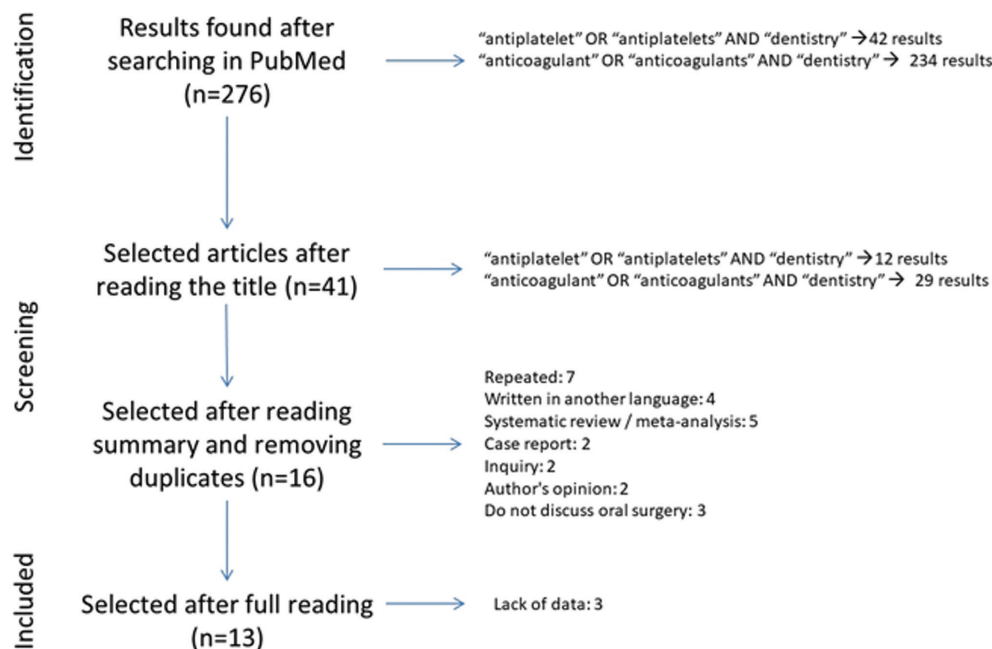 Identification
Results found after
searching in PubMed
(n=276)
“antiplatelet” OR “antiplatelets” AND “dentistry” →42 results
“anticoagulant” OR “anticoagulants” AND “dentistry” → 234 results
Screening
Selected articles after
reading the title (n=41)
“antiplatelet” OR “antiplatelets” AND “dentistry” →12 results
“anticoagulant” OR “anticoagulants” AND “dentistry” → 29 results
Selected after reading
summary and removing
duplicates (n=16)
Repeated: 7
Written in another language: 4
Systematic review / meta-analysis: 5
Case report: 2
Inquiry: 2
Author's opinion: 2
Do not discuss oral surgery: 3
Included
Selected after full reading
(n=13)
Lack of data: 3